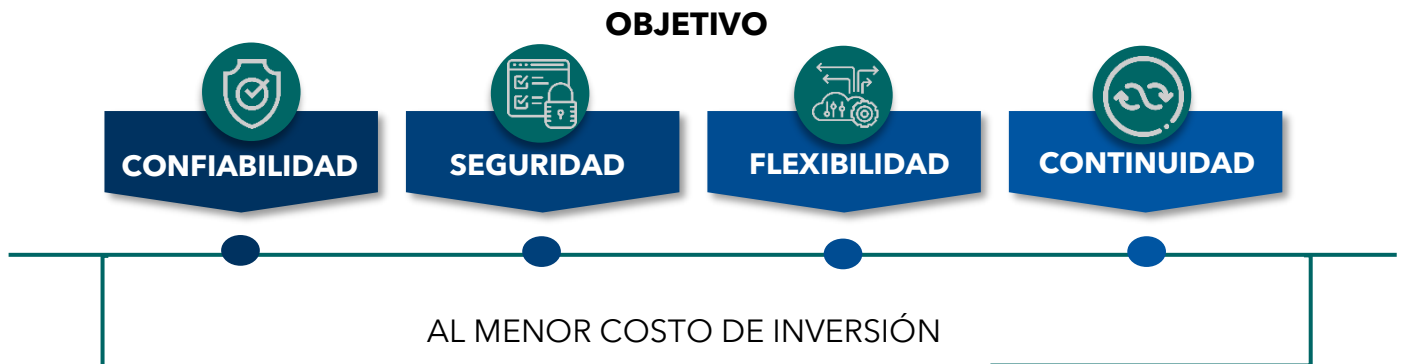 OBJETIVO
CONFIABILIDAD
SEGURIDAD
FLEXIBILIDAD
CONTINUIDAD
AL MENOR COSTO DE INVERSIÓN